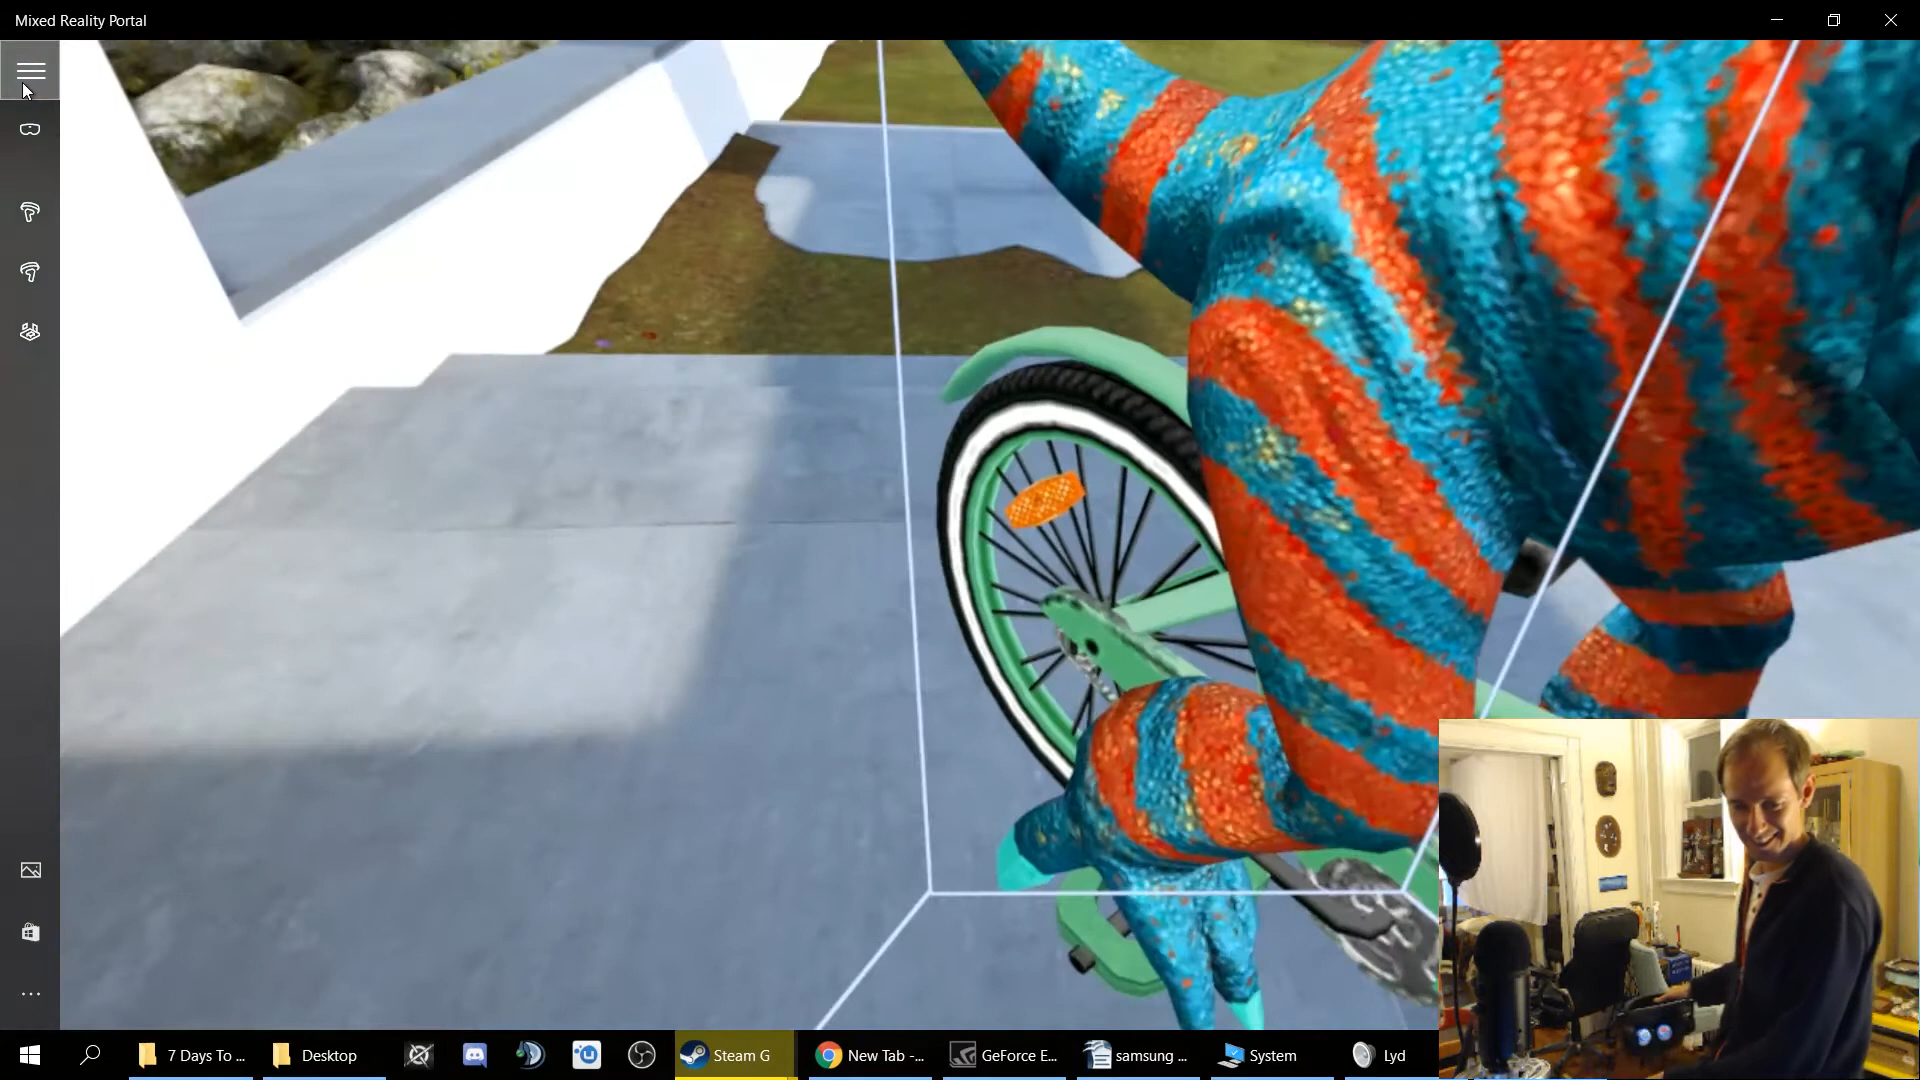 Mixed Reality Portal
7 Days To ...
Desktop
Steam G
New Tab -...
GeForce E...
samsung ...
System
Lyd